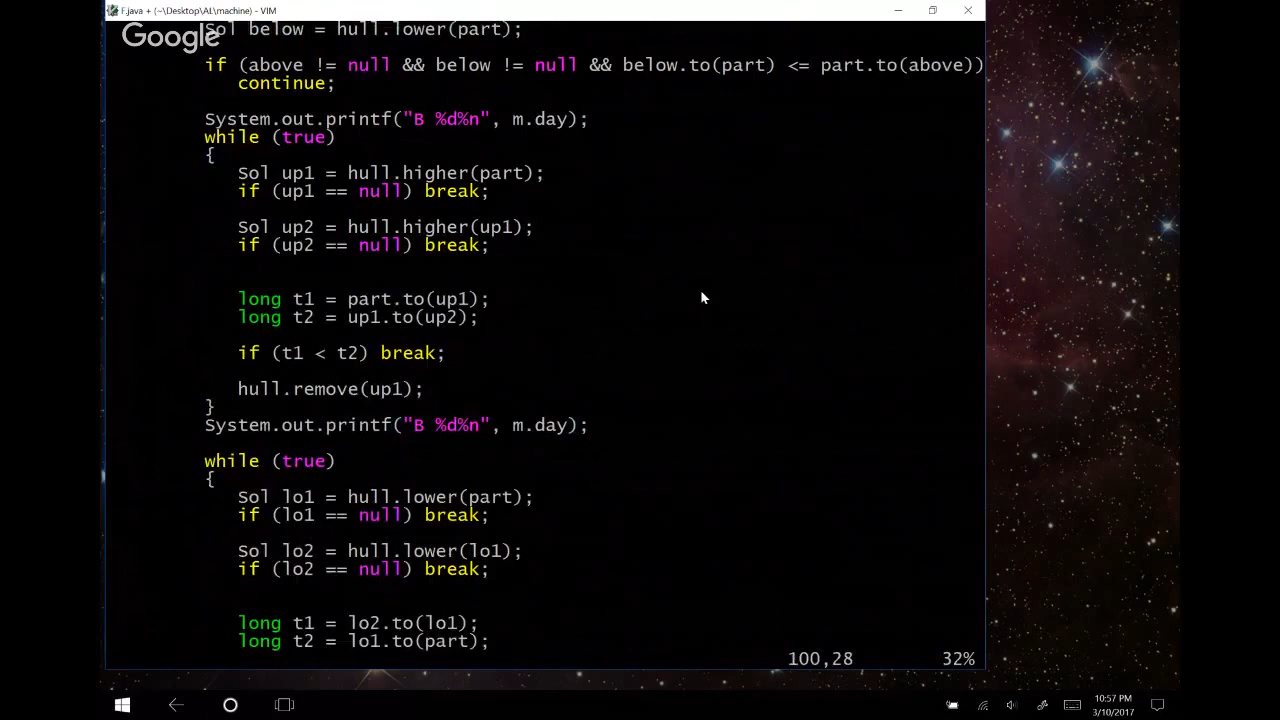 F.java + (~\Desktop\AL\machine) - VIM
Google
Sol below = hull.lower(part);
if (above != null && below != null && below.to(part) <= part.to(above))
continue;
System.out.printf("B %d%n", m.day);
while (true)
{
Sol up1 = hull.higher(part);
if (up1 == null) break;
Sol up2 = hull.higher(up1);
if (up2 == null) break;
long t1 = part.to(up1);
long t2 = up1.to(up2);
if (t1 < t2) break;
hull.remove(up1);
}
System.out.printf("B %d%n", m.day);
while (true)
{
Sol lo1 = hull.lower(part);
if (lo1 == null) break;
Sol lo2 = hull.lower(lo1);
if (lo2 == null) break;
long t1 = lo2.to(lo1);
long t2 = lo1.to(part);
100,28 32%
10:57 PM
3/10/2017